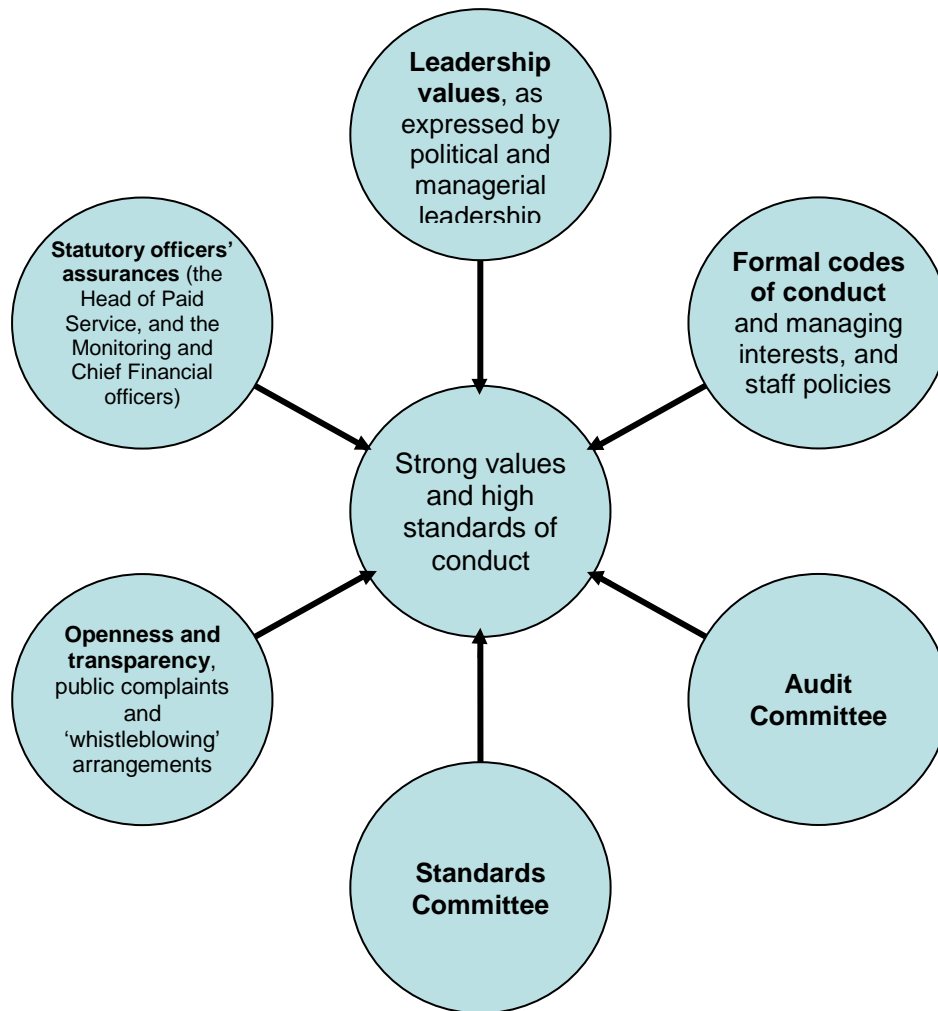 Leadership
values, as
expressed by
political and
managerial
leadership
Statutory officers’
assurances (the
Head of Paid
Service, and the
Monitoring and
Chief Financial
officers)
Formal codes
of conduct
and managing
interests, and
staff policies
Strong values
and high
standards of
conduct
Openness and
transparency,
public complaints
and
‘whistleblowing’
arrangements
Audit
Committee
Standards
Committee